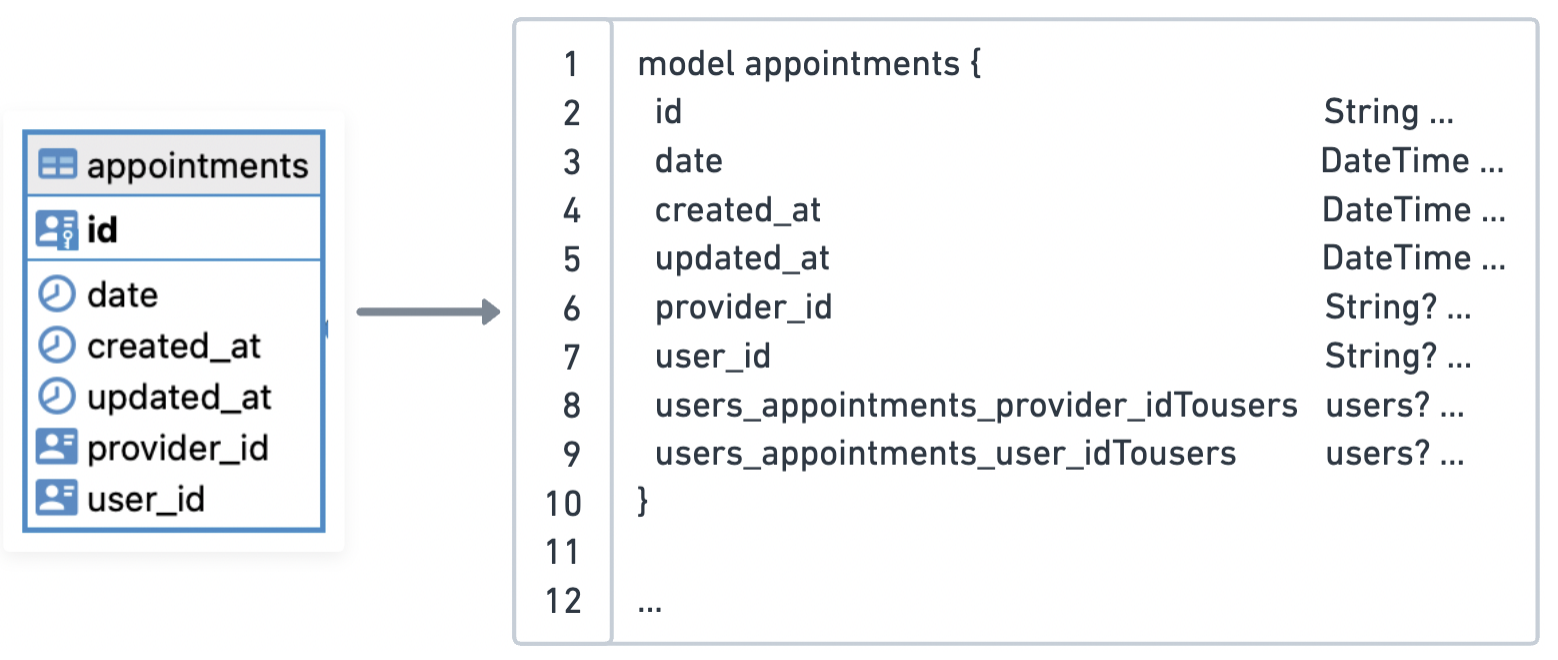 appointments
id
date
created_at
updated_at
provider_id
user_id
1 model appointments {
2 id String ...
3 date DateTime ...
4 created_at DateTime ...
5 updated_at DateTime ...
6 provider_id String? ...
7 user_id String? ...
8 users_appointments_provider_idTousers users? ...
9 users_appointments_user_idTousers users? ...
10 }
11
12 ...